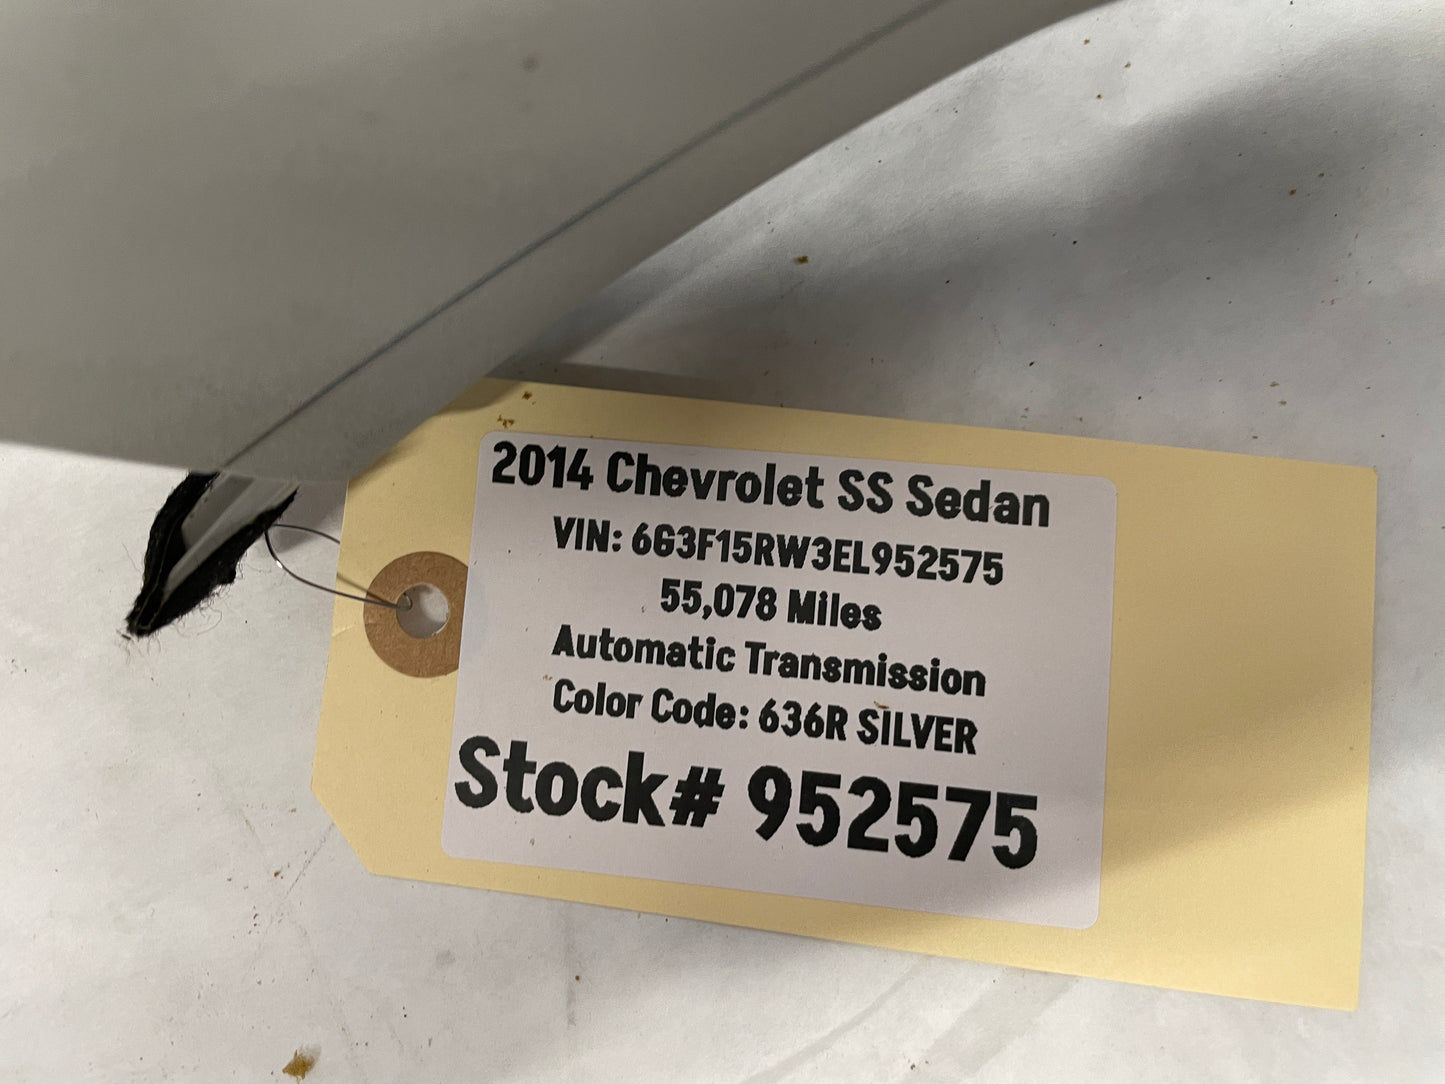 2014 Chevrolet SS Sedan
VIN: 6G3F15RW3EL952575
55,078 Miles
Automatic Transmission
Color Code: 636R SILVER
Stock# 952575